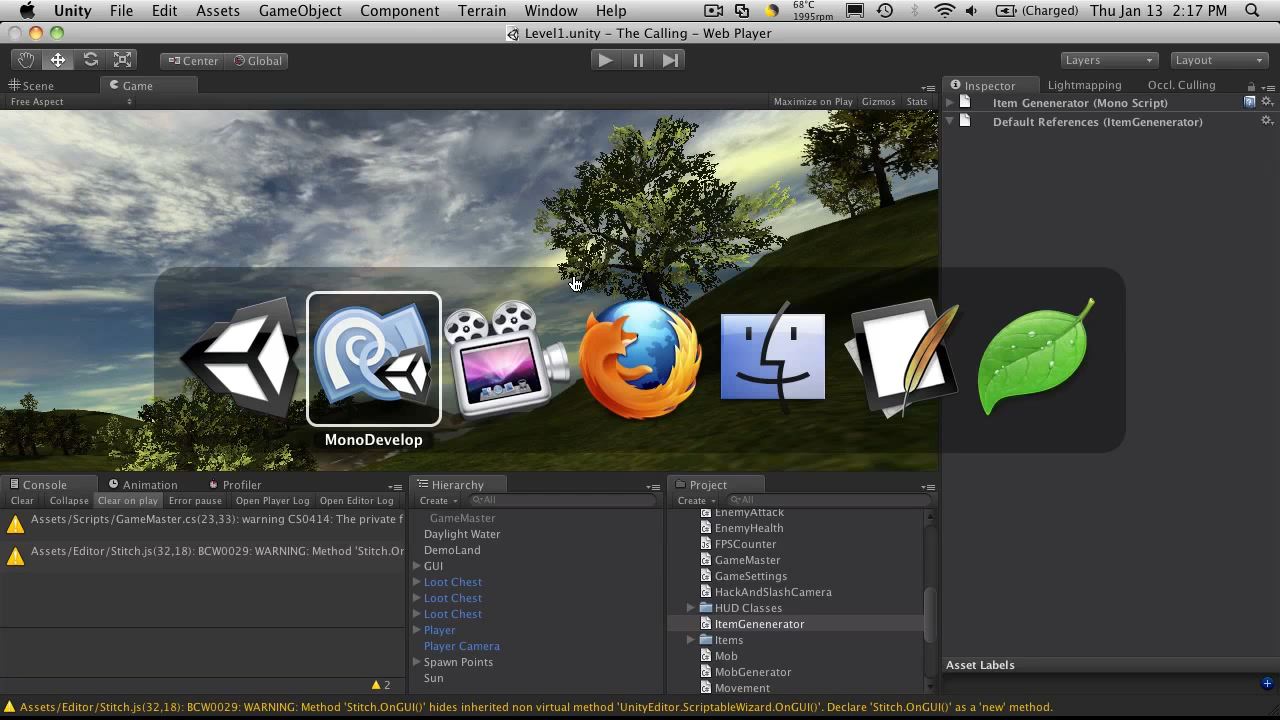 Unity File Edit Assets GameObject Component Terrain Window Help 68°C 1995rpm (Charged) Thu Jan 13 2:17 PM
Level1.unity – The Calling – Web Player
Center Global Layers Layout
Scene Game Inspector Lightmapping Occl. Culling
Free Aspect Maximize on Play Gizmos Stats
Item Genenerator (Mono Script)
Default References (ItemGenenerator)
MonoDevelop
Console Animation Profiler
Clear Collapse Clear on play Error pause Open Player Log Open Editor Log
Assets/Scripts/GameMaster.cs(23,33): warning CS0414: The private f
Assets/Editor/Stitch.js(32,18): BCW0029: WARNING: Method 'Stitch.Or
2
Hierarchy
Create All
GameMaster
Daylight Water
DemoLand
GUI
Loot Chest
Loot Chest
Loot Chest
Player
Player Camera
Spawn Points
Sun
Project
Create All
EnemyAttack
EnemyHealth
FPSCounter
GameMaster
GameSettings
HackAndSlashCamera
HUD Classes
ItemGenenerator
Items
Mob
MobGenerator
Movement
Asset Labels
Assets/Editor/Stitch.js(32,18): BCW0029: WARNING: Method 'Stitch.OnGUI()' hides inherited non virtual method 'UnityEditor.ScriptableWizard.OnGUI()'. Declare 'Stitch.OnGUI()' as a 'new' method.